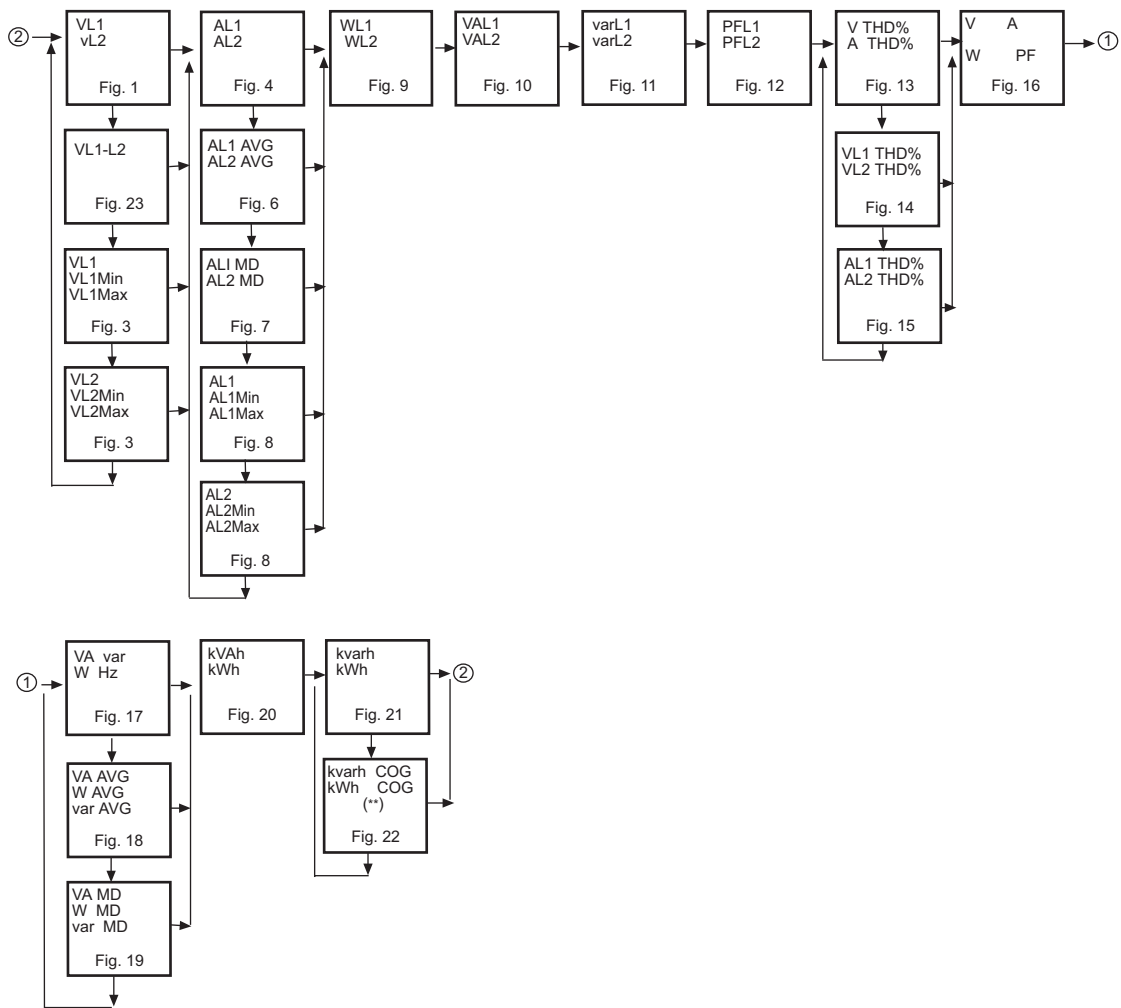 ②
VL1
vL2
Fig. 1
AL1
AL2
Fig. 4
WL1
WL2
Fig. 9
VAL1
VAL2
Fig. 10
varL1
varL2
Fig. 11
PFL1
PFL2
Fig. 12
V THD%
A THD%
Fig. 13
V A
W PF
Fig. 16
①
VL1-L2
Fig. 23
AL1 AVG
AL2 AVG
Fig. 6
VL1 THD%
VL2 THD%
Fig. 14
VL1
VL1Min
VL1Max
Fig. 3
ALI MD
AL2 MD
Fig. 7
AL1 THD%
AL2 THD%
Fig. 15
VL2
VL2Min
VL2Max
Fig. 3
AL1
AL1Min
AL1Max
Fig. 8
AL2
AL2Min
AL2Max
Fig. 8
①
VA var
W Hz
Fig. 17
kVAh
kWh
Fig. 20
kvarh
kWh
Fig. 21
②
VA AVG
W AVG
var AVG
Fig. 18
kvarh COG
kWh COG
(**)
Fig. 22
VA MD
W MD
var MD
Fig. 19